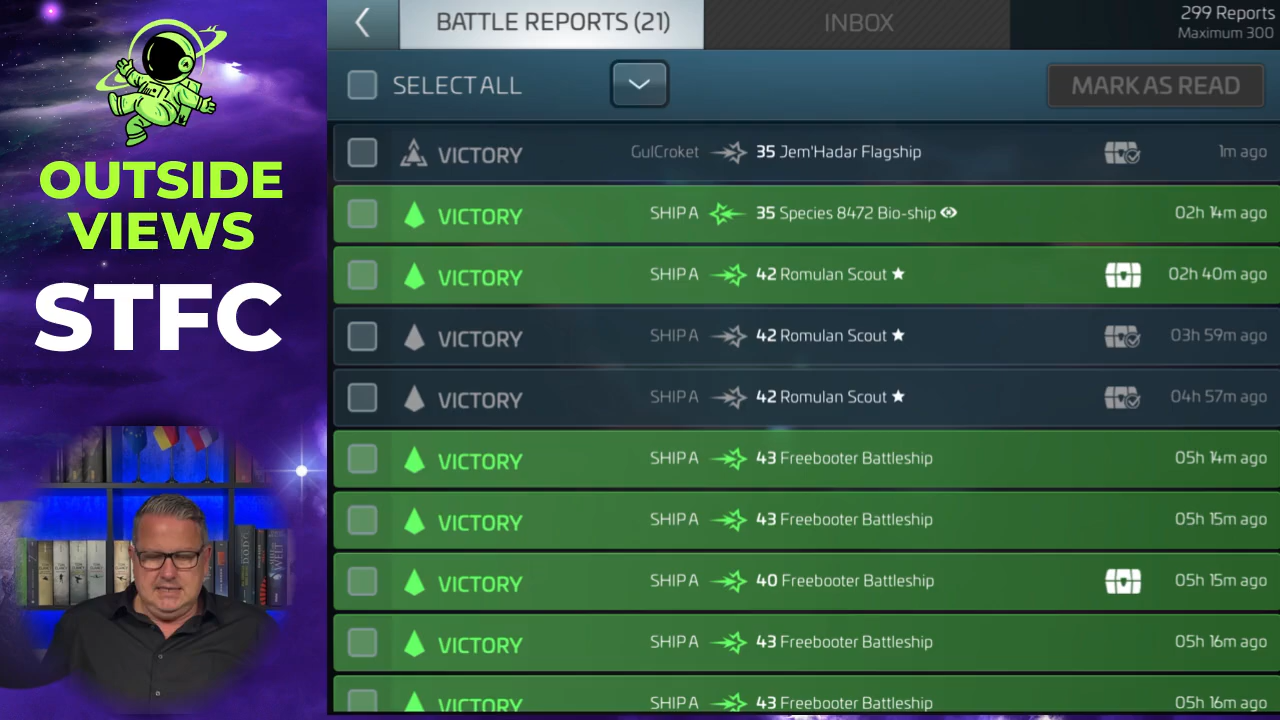 OUTSIDE
VIEWS
STFC
BATTLE REPORTS (21)
INBOX
299 Reports
Maximum 300
SELECT ALL
MARK AS READ
VICTORY GulCroket 35 Jem'Hadar Flagship 1m ago
VICTORY SHIP A 35 Species 8472 Bio-ship 02h 14m ago
VICTORY SHIP A 42 Romulan Scout ★ 02h 40m ago
VICTORY SHIP A 42 Romulan Scout ★ 03h 59m ago
VICTORY SHIP A 42 Romulan Scout ★ 04h 57m ago
VICTORY SHIP A 43 Freebooter Battleship 05h 14m ago
VICTORY SHIP A 43 Freebooter Battleship 05h 15m ago
VICTORY SHIP A 40 Freebooter Battleship 05h 15m ago
VICTORY SHIP A 43 Freebooter Battleship 05h 16m ago
VICTORY SHIP A 43 Freebooter Battleship 05h 16m ago